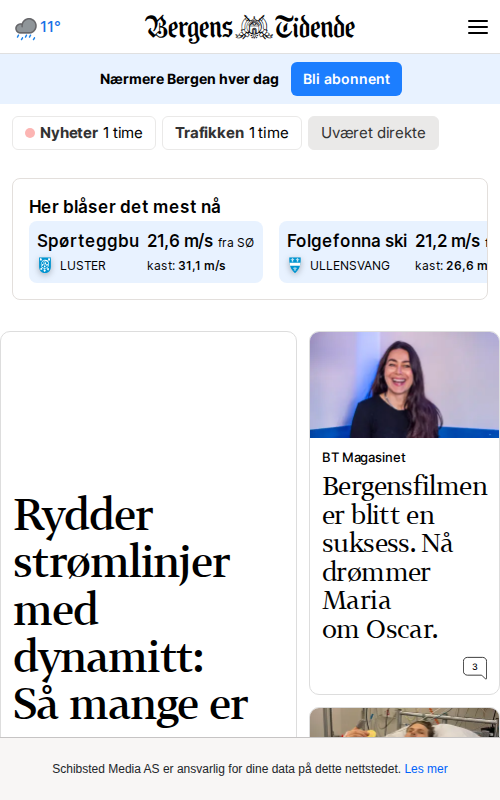 11°
Bergens Tidende
Nærmere Bergen hver dag
Bli abonnent
Nyheter 1 time
Trafikken 1 time
Uværet direkte
Her blåser det mest nå
Spørteggbu 21,6 m/s fra SØ
LUSTER kast: 31,1 m/s
Folgefonna ski 21,2 m/s
ULLENSVANG kast: 26,6 m
Rydder
strømlinjer
med
dynamitt:
Så mange er
BT Magasinet
Bergensfilmen
er blitt en
suksess. Nå
drømmer
Maria
om Oscar.
3
Schibsted Media AS er ansvarlig for dine data på dette nettstedet. Les mer